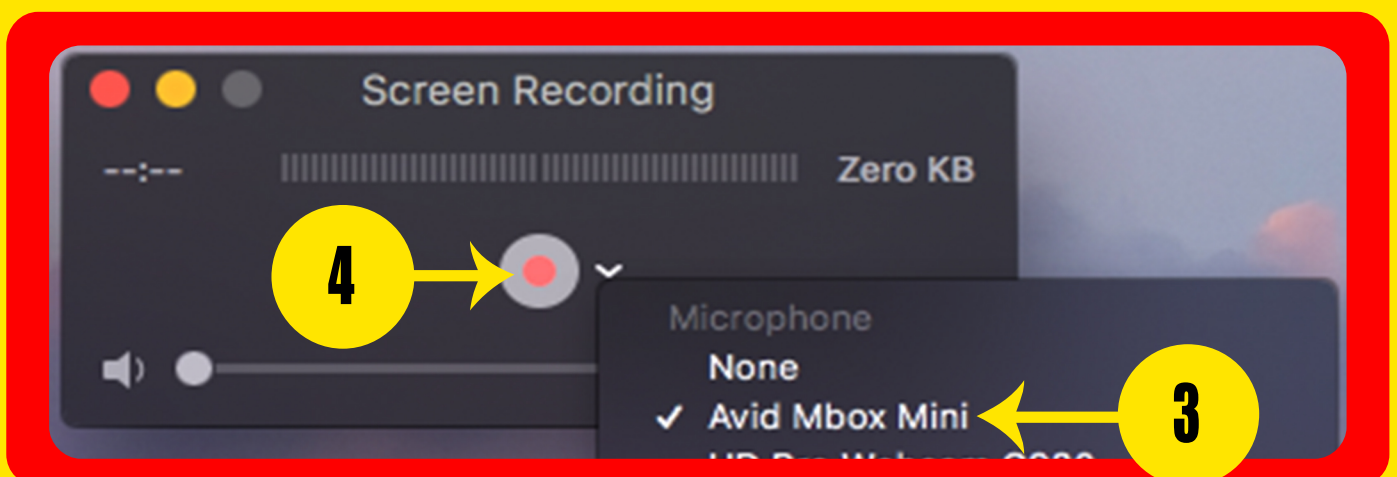 Screen Recording
--:-- Zero KB
4
Microphone
None
✓ Avid Mbox Mini
3